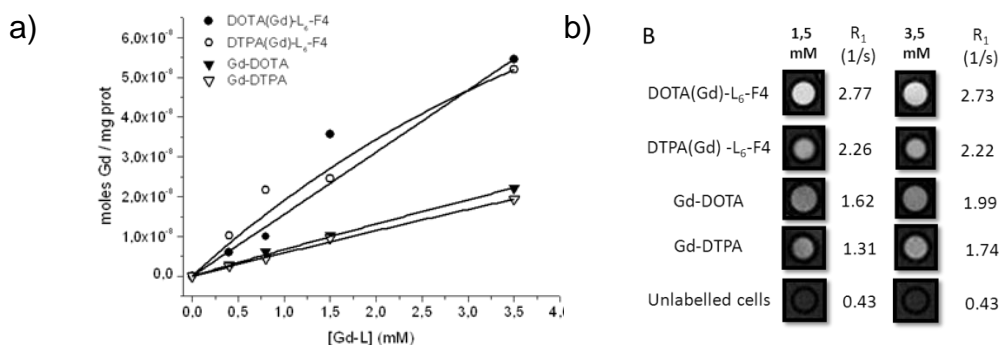 a)
DOTA(Gd)-L6-F4
DTPA(Gd)-L6-F4
Gd-DOTA
Gd-DTPA
moles Gd / mg prot
6,0x10-8
5,0x10-8
4,0x10-8
3,0x10-8
2,0x10-8
1,0x10-8
0,0
0,0 0,5 1,0 1,5 2,0 2,5 3,0 3,5 4,0
[Gd-L] (mM)
b)
B 1,5 mM R1 (1/s) 3,5 mM R1 (1/s)
DOTA(Gd)-L6-F4 2.77 2.73
DTPA(Gd) -L6-F4 2.26 2.22
Gd-DOTA 1.62 1.99
Gd-DTPA 1.31 1.74
Unlabelled cells 0.43 0.43